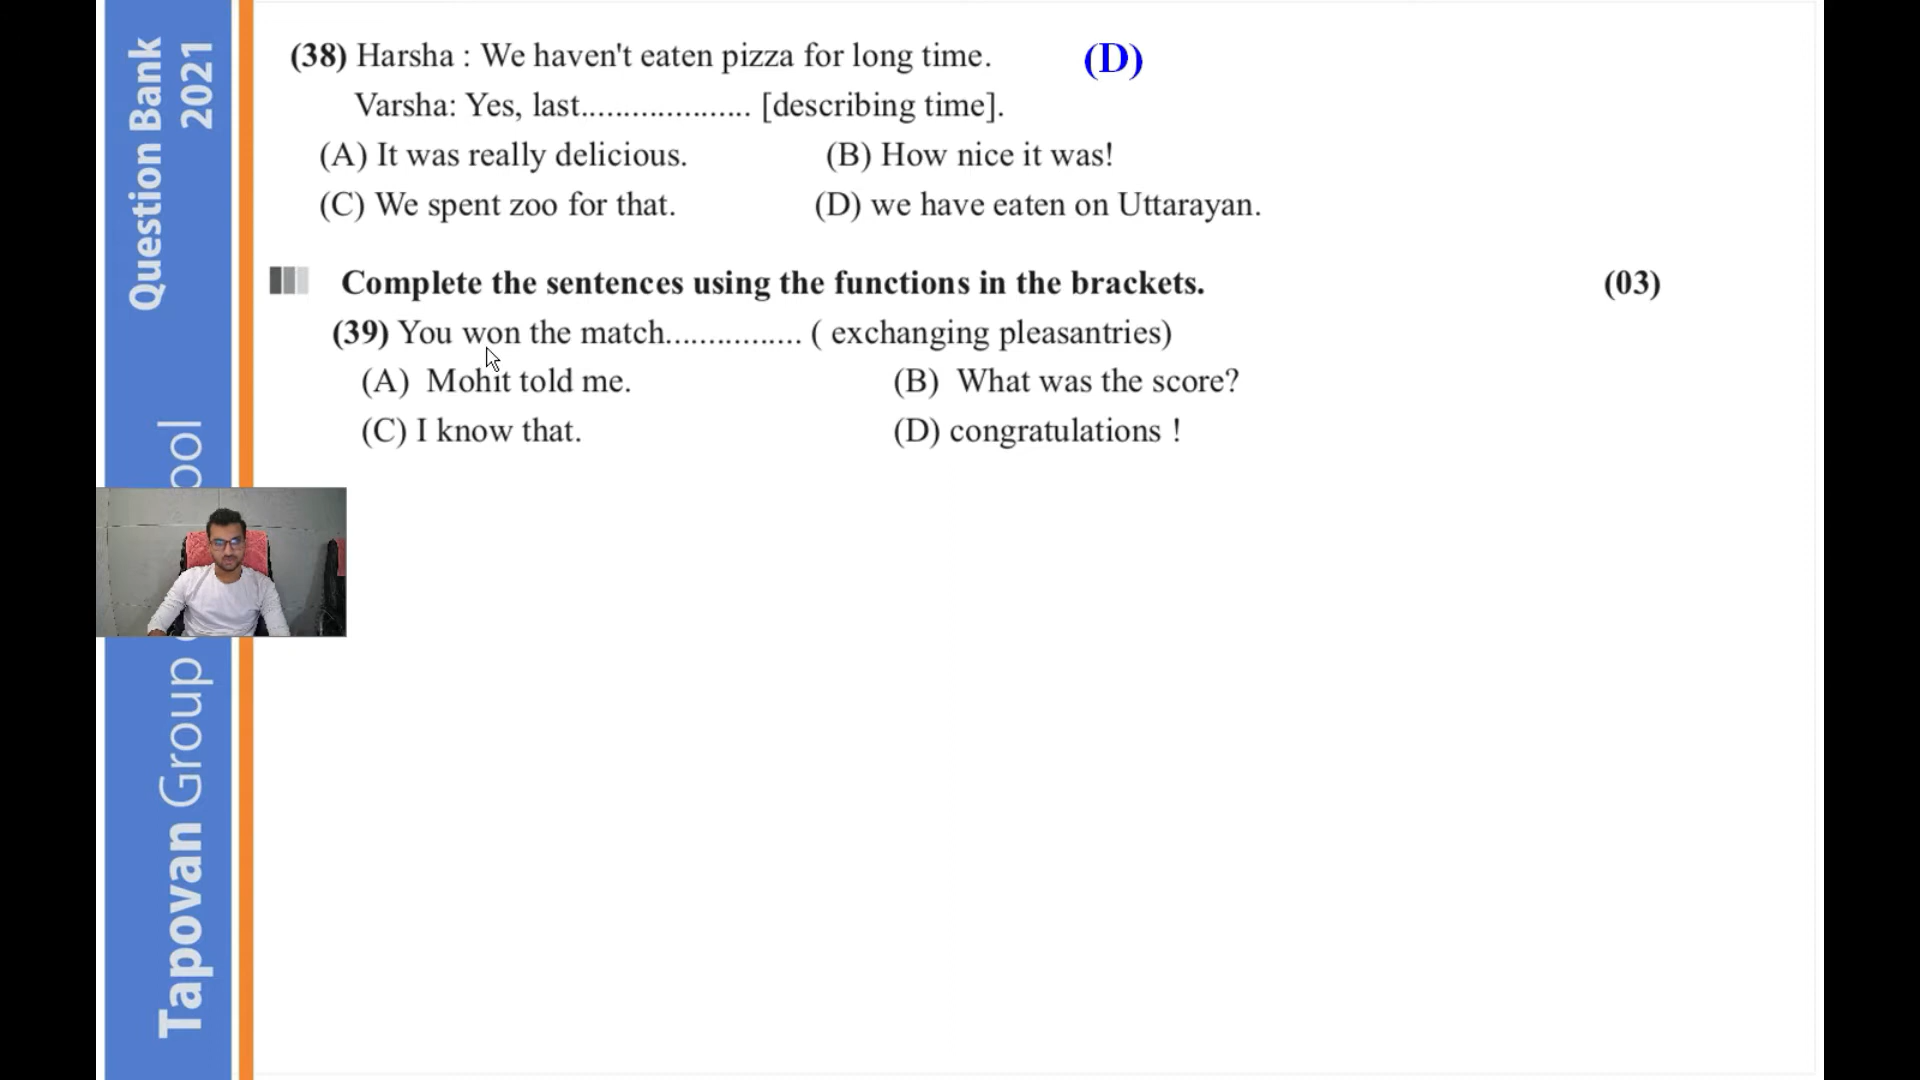 Question Bank
2021
Tapovan Group
ool
(38) Harsha : We haven't eaten pizza for long time. (D)
Varsha: Yes, last.................... [describing time].
(A) It was really delicious. (B) How nice it was!
(C) We spent zoo for that. (D) we have eaten on Uttarayan.
Complete the sentences using the functions in the brackets. (03)
(39) You won the match................ ( exchanging pleasantries)
(A) Mohit told me. (B) What was the score?
(C) I know that. (D) congratulations !